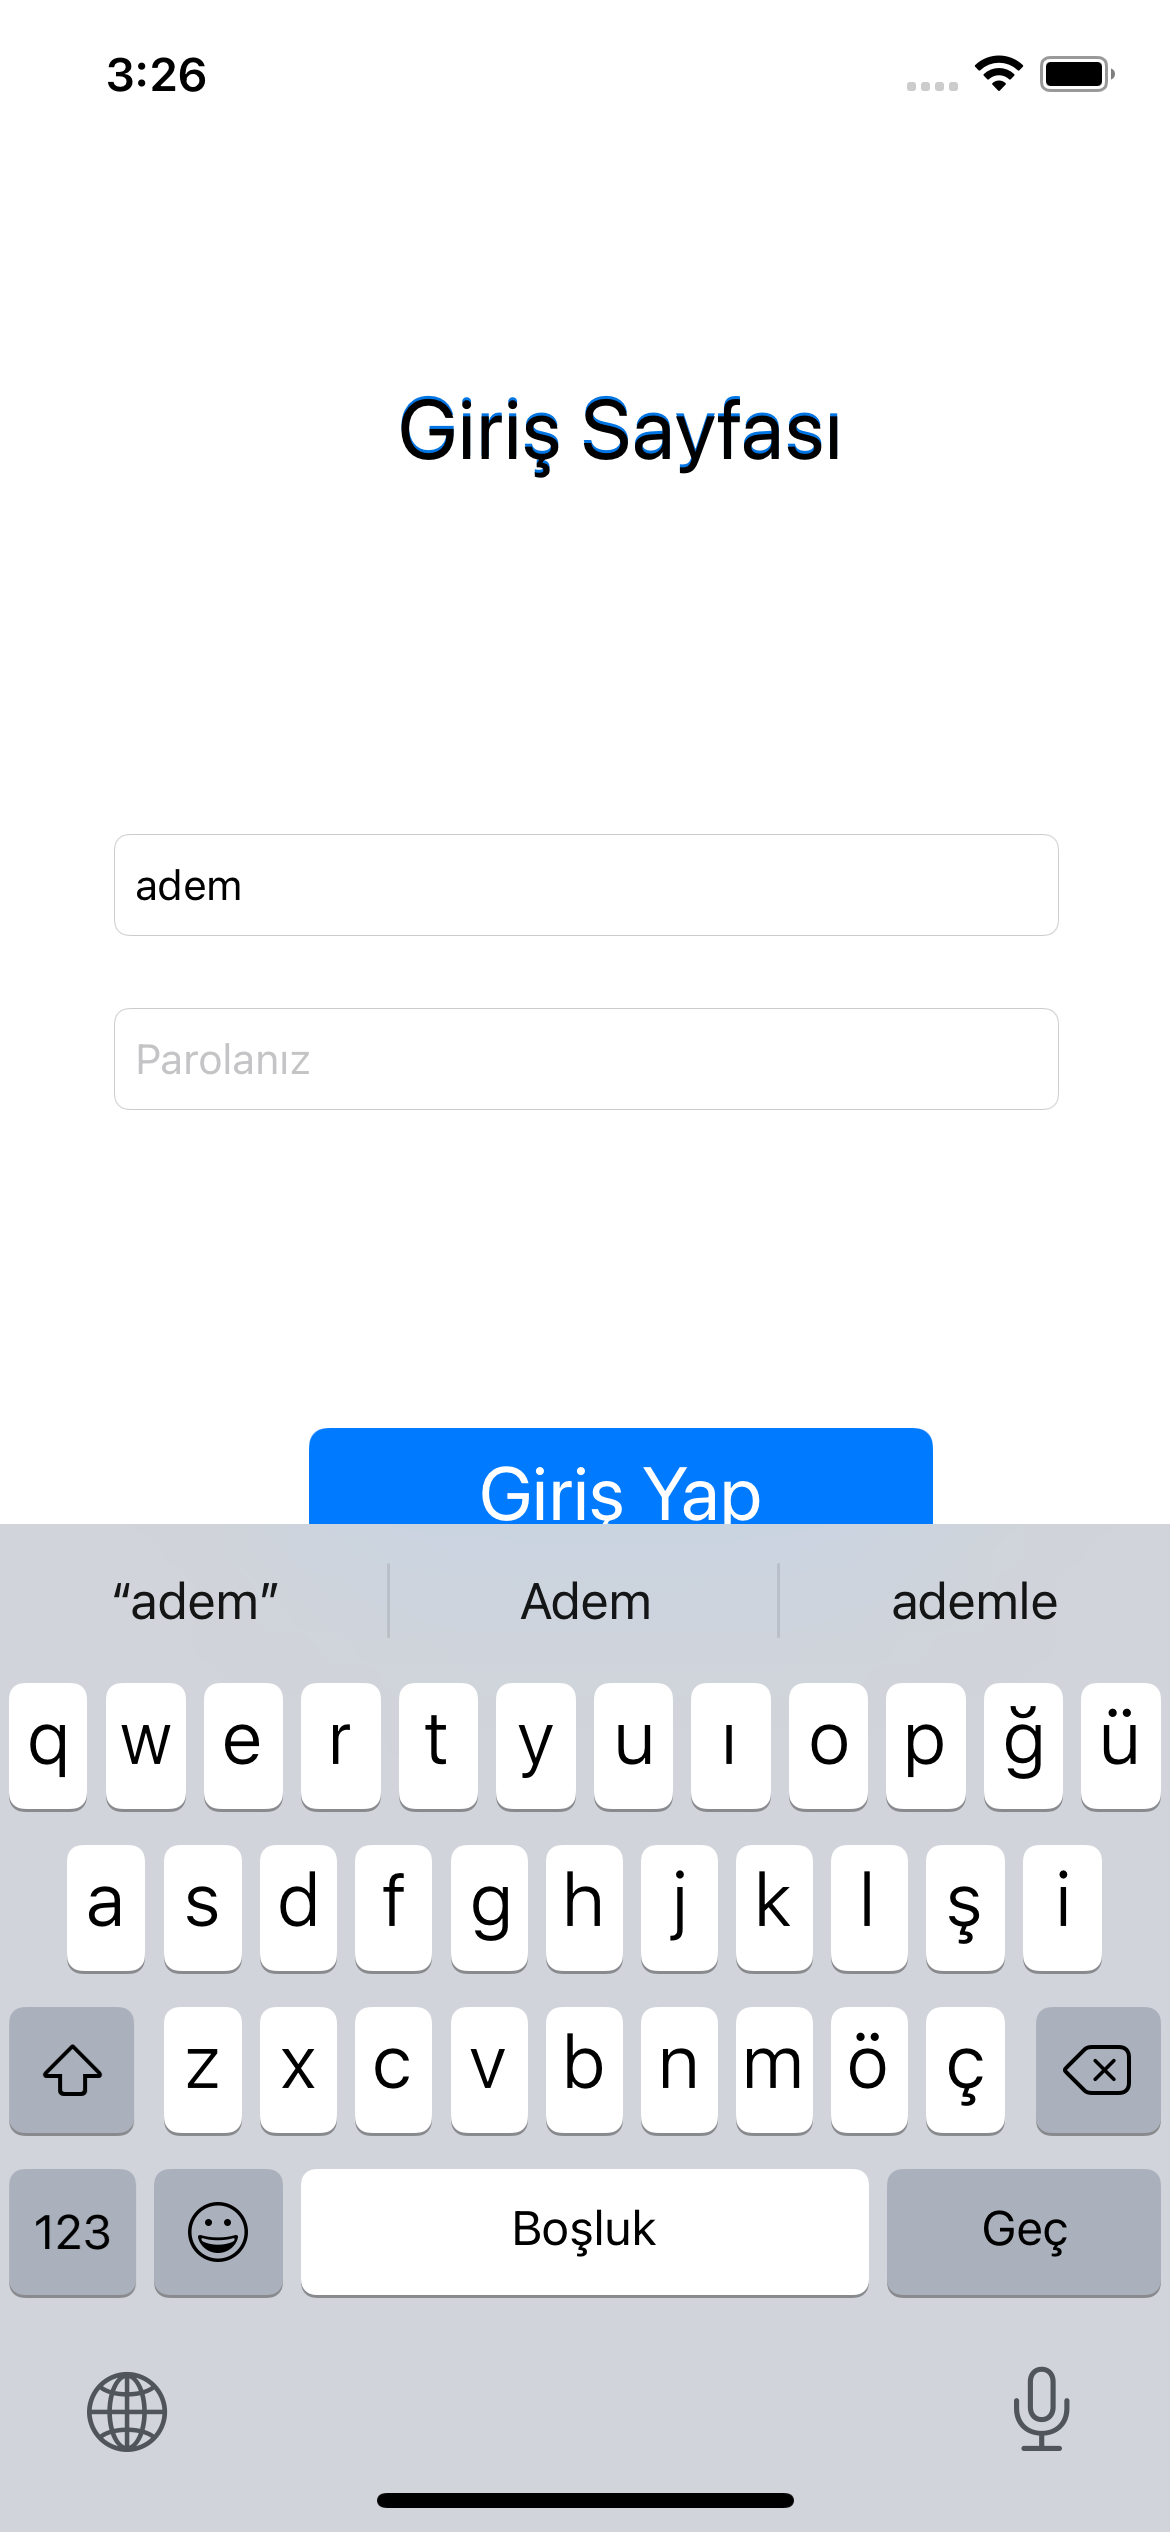 3:26
Giriş Sayfası
adem
Parolanız
Giriş Yap
“adem” Adem ademle
q w e r t y u ı o p ğ ü
a s d f g h j k l ş i
z x c v b n m ö ç
123 Boşluk Geç